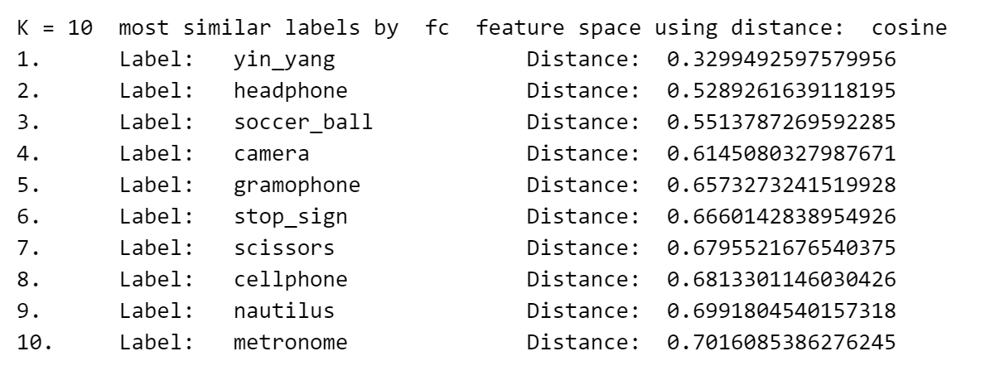 K = 10  most similar labels by  fc  feature space using distance:  cosine
1.      Label:   yin_yang               Distance:  0.3299492597579956
2.      Label:   headphone              Distance:  0.5289261639118195
3.      Label:   soccer_ball            Distance:  0.5513787269592285
4.      Label:   camera                 Distance:  0.6145080327987671
5.      Label:   gramophone             Distance:  0.6573273241519928
6.      Label:   stop_sign              Distance:  0.6660142838954926
7.      Label:   scissors               Distance:  0.6795521676540375
8.      Label:   cellphone              Distance:  0.6813301146030426
9.      Label:   nautilus               Distance:  0.6991804540157318
10.     Label:   metronome              Distance:  0.7016085386276245